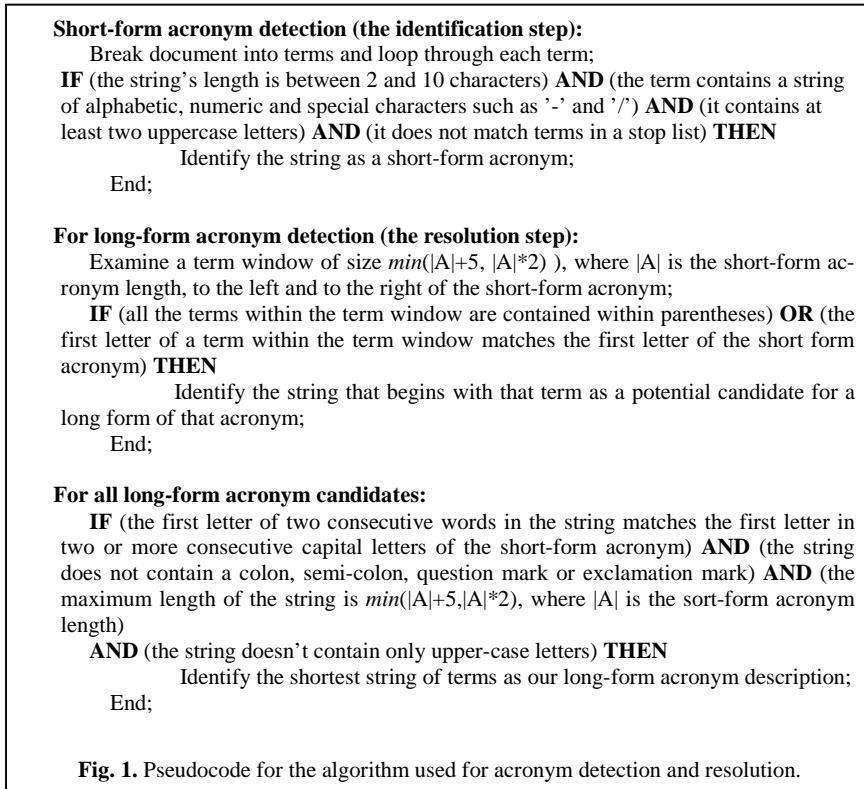 Short-form acronym detection (the identification step):
Break document into terms and loop through each term;
IF (the string's length is between 2 and 10 characters) AND (the term contains a string
of alphabetic, numeric and special characters such as '-' and '/') AND (it contains at
least two uppercase letters) AND (it does not match terms in a stop list) THEN
Identify the string as a short-form acronym;
End;
For long-form acronym detection (the resolution step):
Examine a term window of size min(|A|+5, |A|*2) ), where |A| is the short-form ac-
ronym length, to the left and to the right of the short-form acronym;
IF (all the terms within the term window are contained within parentheses) OR (the
first letter of a term within the term window matches the first letter of the short form
acronym) THEN
Identify the string that begins with that term as a potential candidate for a
long form of that acronym;
End;
For all long-form acronym candidates:
IF (the first letter of two consecutive words in the string matches the first letter in
two or more consecutive capital letters of the short-form acronym) AND (the string
does not contain a colon, semi-colon, question mark or exclamation mark) AND (the
maximum length of the string is min(|A|+5,|A|*2), where |A| is the sort-form acronym
length)
AND (the string doesn't contain only upper-case letters) THEN
Identify the shortest string of terms as our long-form acronym description;
End;
Fig. 1. Pseudocode for the algorithm used for acronym detection and resolution.